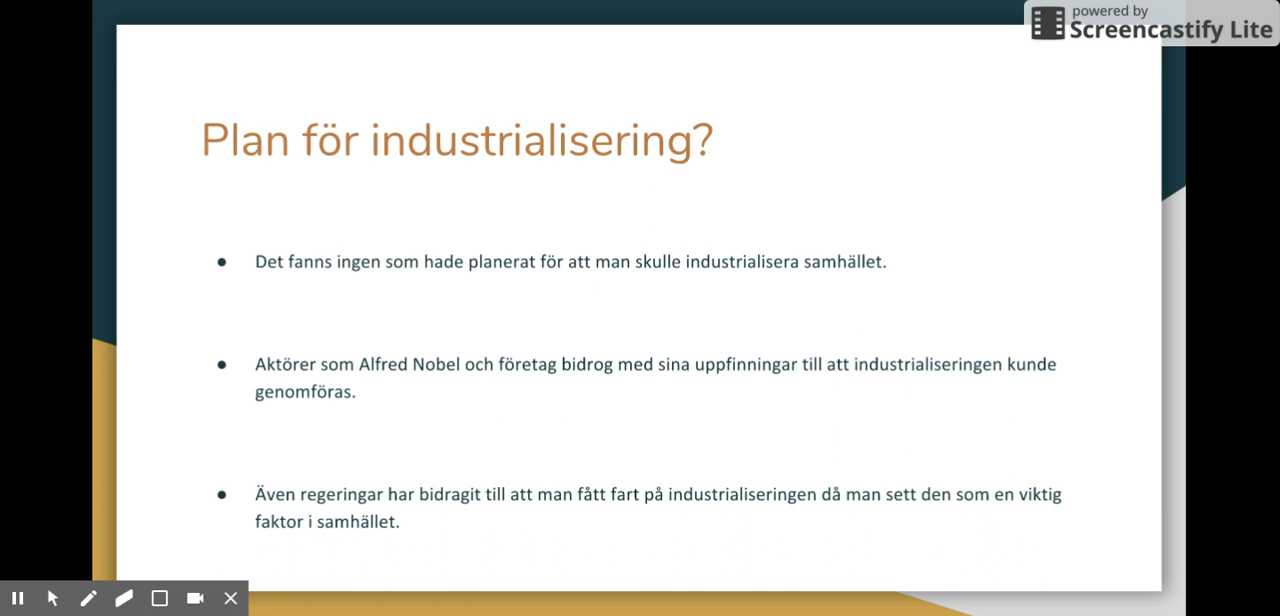 powered by
Screencastify Lite
Plan för industrialisering?
● Det fanns ingen som hade planerat för att man skulle industrialisera samhället.
● Aktörer som Alfred Nobel och företag bidrog med sina uppfinningar till att industrialiseringen kunde
genomföras.
● Även regeringar har bidragit till att man fått fart på industrialiseringen då man sett den som en viktig
faktor i samhället.